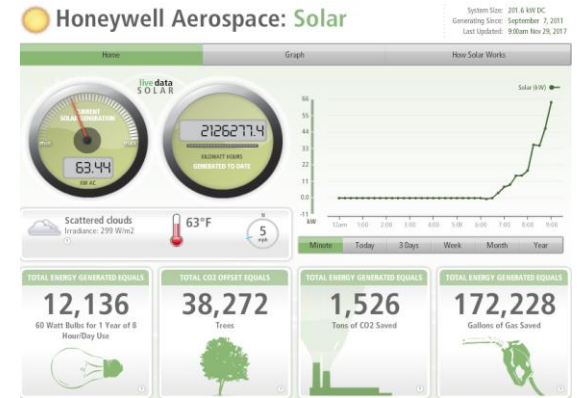 Honeywell Aerospace: Solar
System Size: 201.6 kW DC
Generating Since: September 7, 2011
Last Updated: 9:00am Nov 29, 2017
Home
Graph
How Solar Works
live data
SOLAR
CURRENT
SOLAR GENERATION
63.44
kW AC
2126277.4
KILOWATT HOURS
GENERATED TO DATE
Solar (kW)
66
55
44
33
22
11
0.0
-11
kW
12am 1:00 2:00 3:00 4:00 5:00 6:00 7:00 8:00 9:00
Scattered clouds
Irradiance: 299 W/m2
63°F
N
5
mph
Minute
Today
3 Days
Week
Month
Year
TOTAL ENERGY GENERATED EQUALS
12,136
60 Watt Bulbs for 1 Year of 8
Hour/Day Use
TOTAL CO2 OFFSET EQUALS
38,272
Trees
TOTAL ENERGY GENERATED EQUALS
1,526
Tons of CO2 Saved
TOTAL ENERGY GENERATED EQUALS
172,228
Gallons of Gas Saved